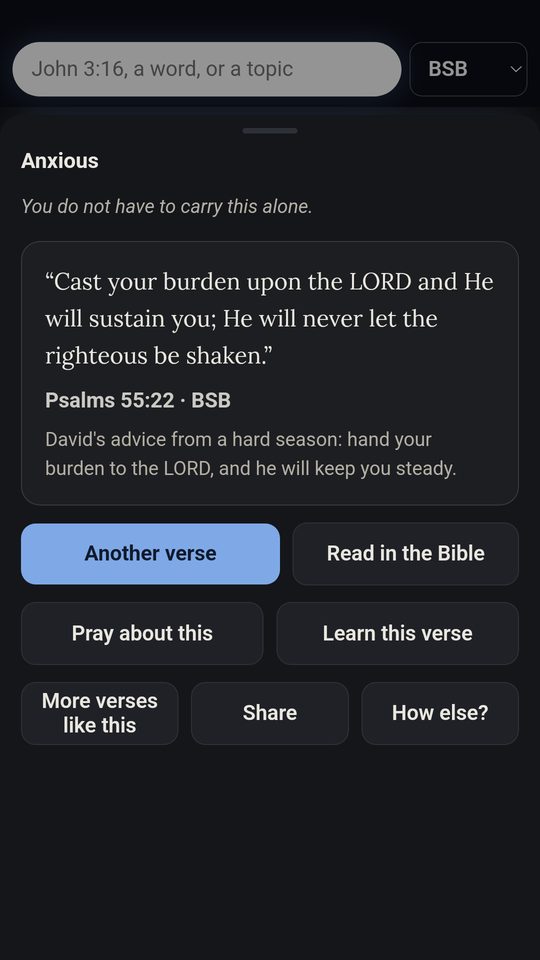 John 3:16, a word, or a topic
BSB
Anxious
You do not have to carry this alone.
“Cast your burden upon the LORD and He
will sustain you; He will never let the
righteous be shaken.”
Psalms 55:22 · BSB
David's advice from a hard season: hand your
burden to the LORD, and he will keep you steady.
Another verse
Read in the Bible
Pray about this
Learn this verse
More verses
like this
Share
How else?